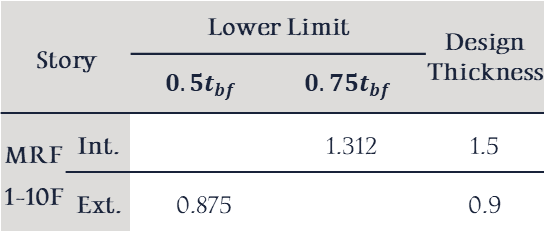 Story Lower Limit Design Thickness
0.5t_bf 0.75t_bf
MRF 1-10F Int. 1.312 1.5
Ext. 0.875 0.9